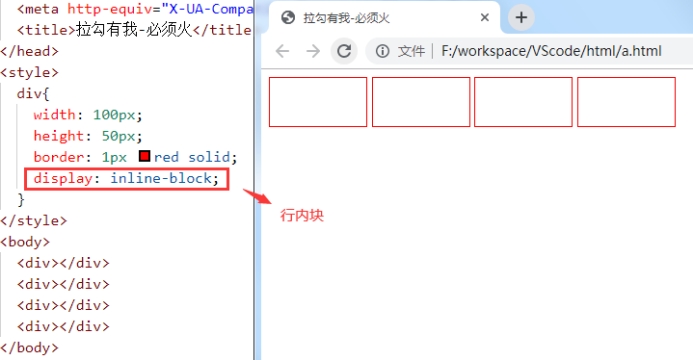 <meta http-equiv="X-UA-Compa
<title>拉勾有我-必须火</title
</head>
<style>
div{
width: 100px;
height: 50px;
border: 1px red solid;
display: inline-block;
}
</style>
<body>
<div></div>
<div></div>
<div></div>
<div></div>
</body>
拉勾有我-必须火
文件 F:/workspace/VScode/html/a.html
行内块